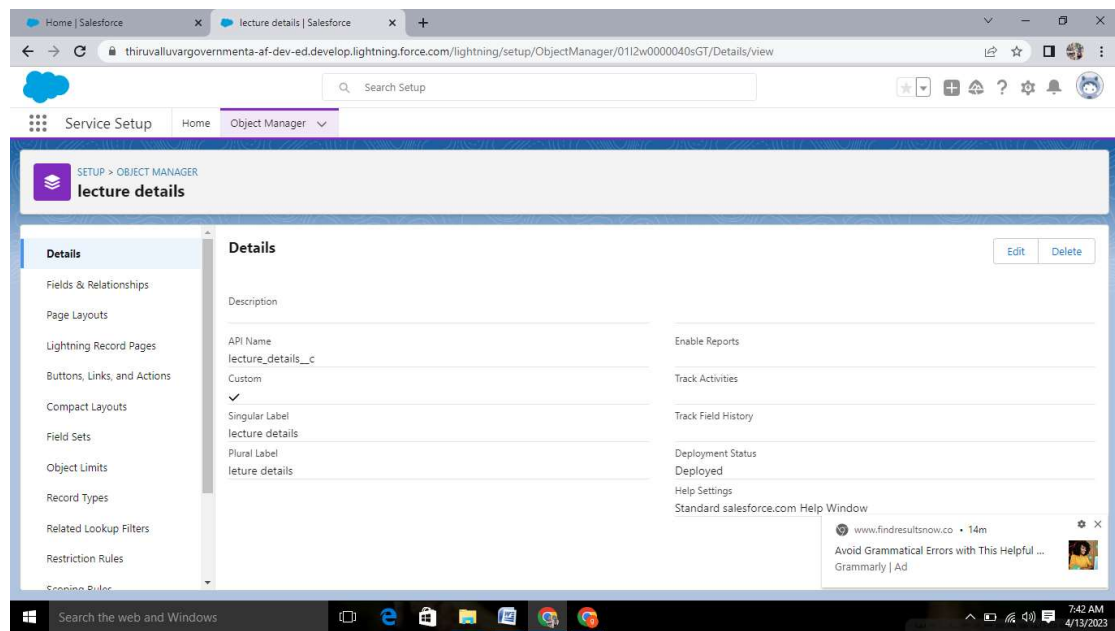 Home | Salesforce
lecture details | Salesforce
thiruvalluvargovernmenta-af-dev-ed.develop.lightning.force.com/lightning/setup/ObjectManager/01I2w0000040sGT/Details/view
Search Setup
Service Setup
Home
Object Manager
SETUP > OBJECT MANAGER
lecture details
Details
Fields & Relationships
Page Layouts
Lightning Record Pages
Buttons, Links, and Actions
Compact Layouts
Field Sets
Object Limits
Record Types
Related Lookup Filters
Restriction Rules
Scoping Rules
Details
Edit
Delete
Description
API Name
lecture_details__c
Custom
Singular Label
lecture details
Plural Label
leture details
Enable Reports
Track Activities
Track Field History
Deployment Status
Deployed
Help Settings
Standard salesforce.com Help Window
www.findresultsnow.co • 14m
Avoid Grammatical Errors with This Helpful ...
Grammarly | Ad
Search the web and Windows
7:42 AM
4/13/2023